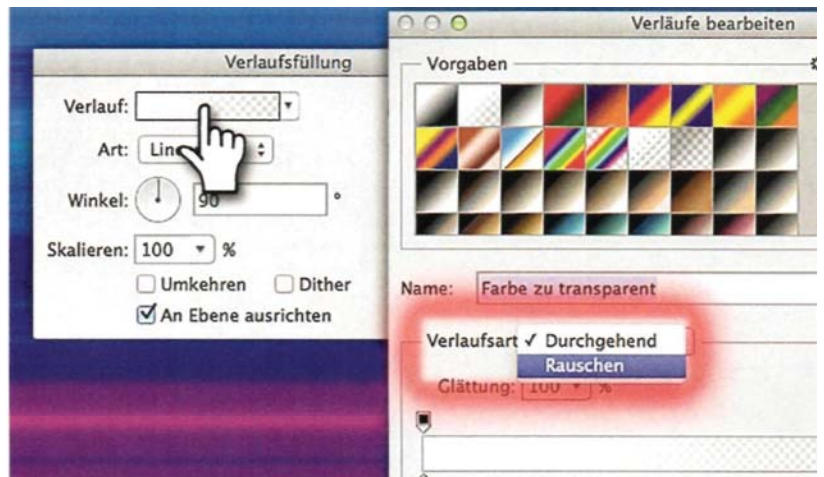 Verlaufsfüllung
Verlauf:
Art:
Winkel: 90 °
Skalieren: 100 %
Umkehren Dither
An Ebene ausrichten
Verläufe bearbeiten
Vorgaben
Name: Farbe zu transparent
Verlaufsart ✓ Durchgehend
Rauschen
Glättung: 100 %